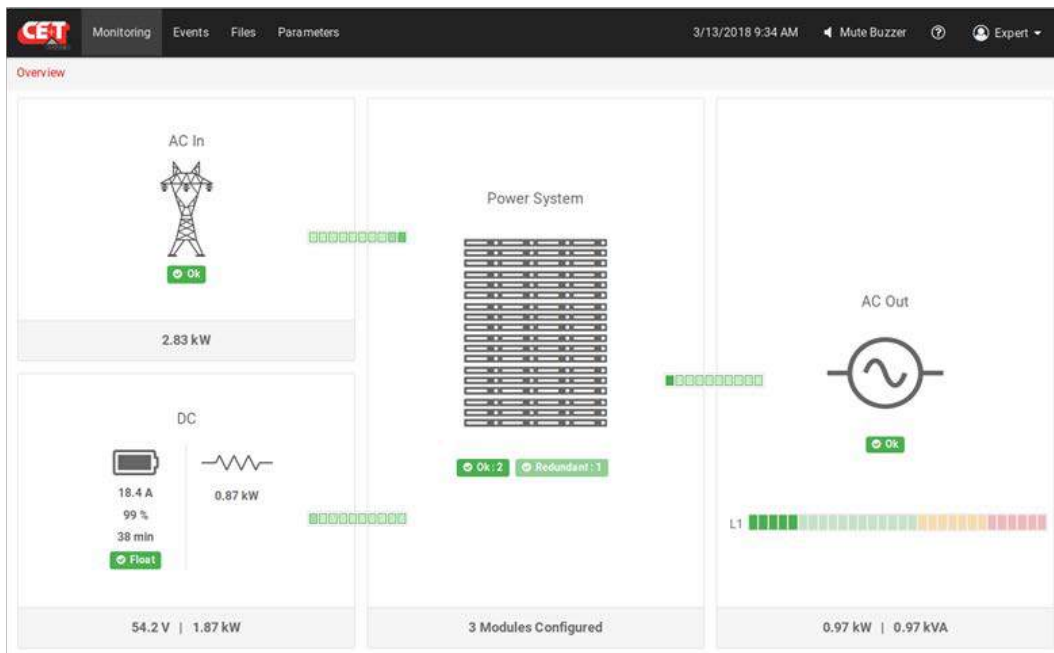 CE+T
Monitoring Events Files Parameters 3/13/2018 9:34 AM Mute Buzzer ? Expert
Overview
AC In
Ok
2.83 kW
DC
18.4 A
99 %
38 min
Float
0.87 kW
54.2 V | 1.87 kW
Power System
Ok : 2 Redundant : 1
3 Modules Configured
AC Out
Ok
L1
0.97 kW | 0.97 kVA